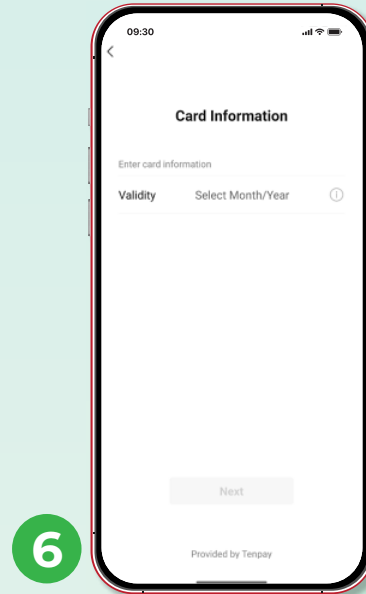 09:30
Card Information
Enter card information
Validity Select Month/Year
Next
6
Provided by Tenpay